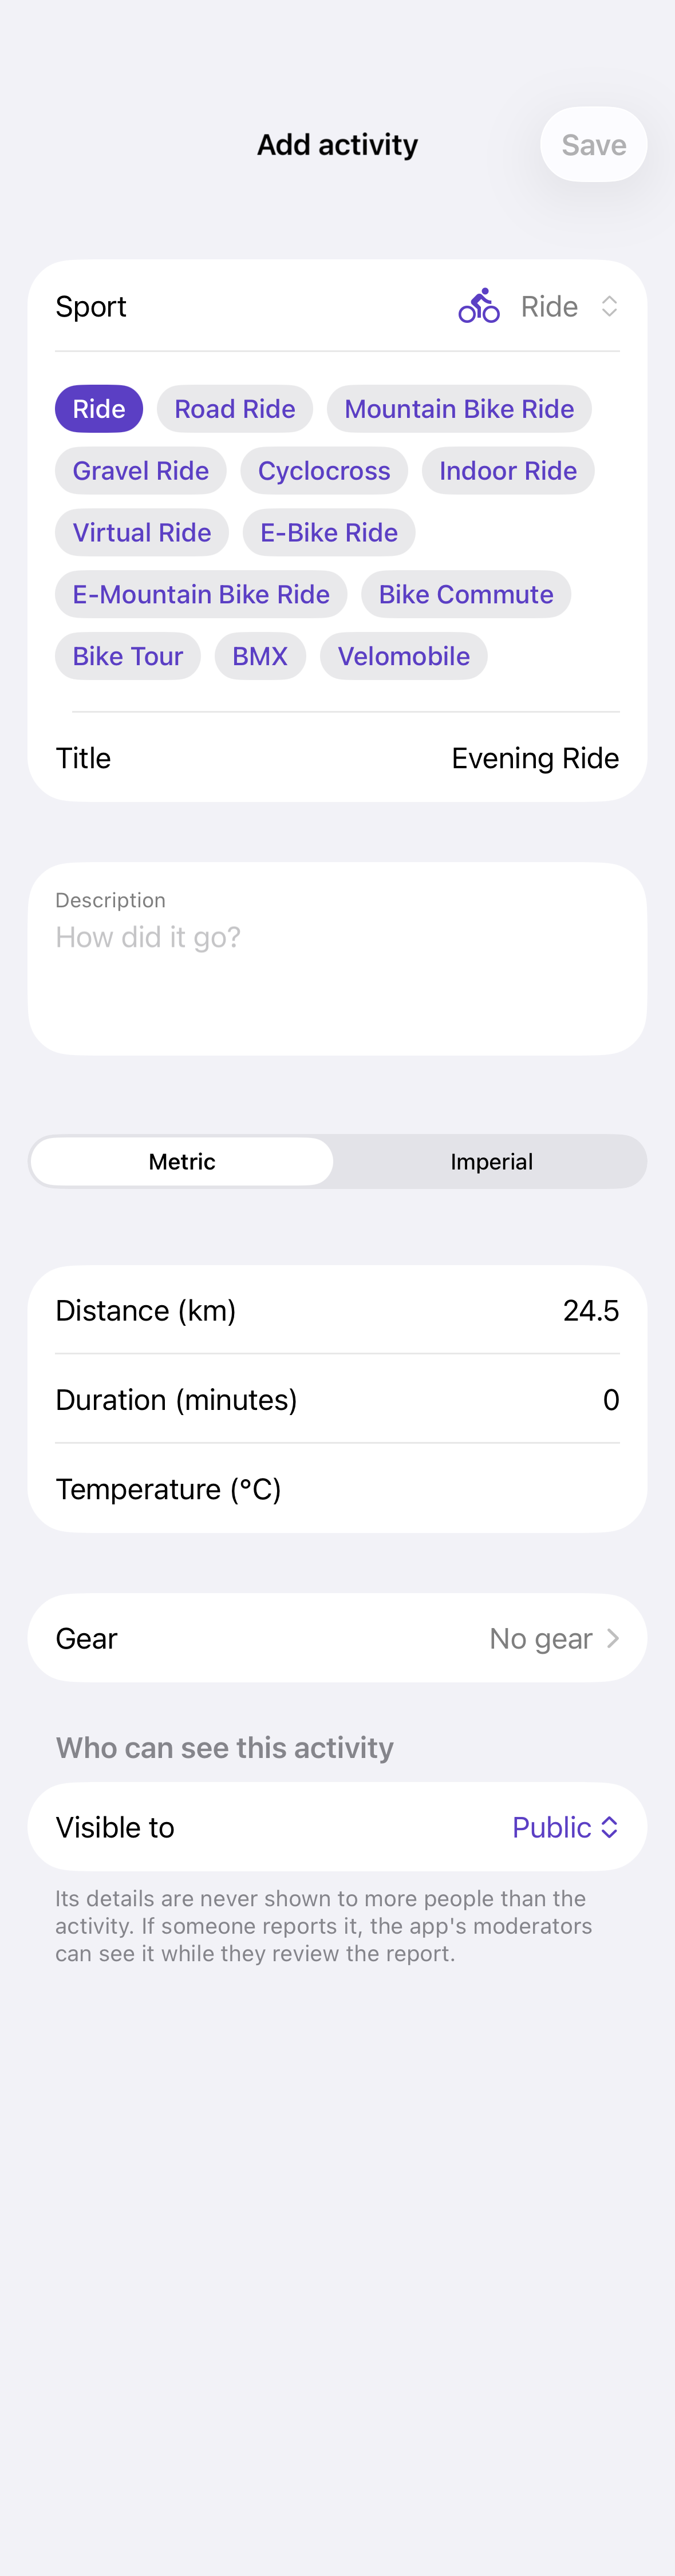 Add activity
Save
Sport
Ride
Ride
Road Ride
Mountain Bike Ride
Gravel Ride
Cyclocross
Indoor Ride
Virtual Ride
E-Bike Ride
E-Mountain Bike Ride
Bike Commute
Bike Tour
BMX
Velomobile
Title
Evening Ride
Description
How did it go?
Metric
Imperial
Distance (km)
24.5
Duration (minutes)
0
Temperature (°C)
Gear
No gear
Who can see this activity
Visible to
Public
Its details are never shown to more people than the
activity. If someone reports it, the app's moderators
can see it while they review the report.